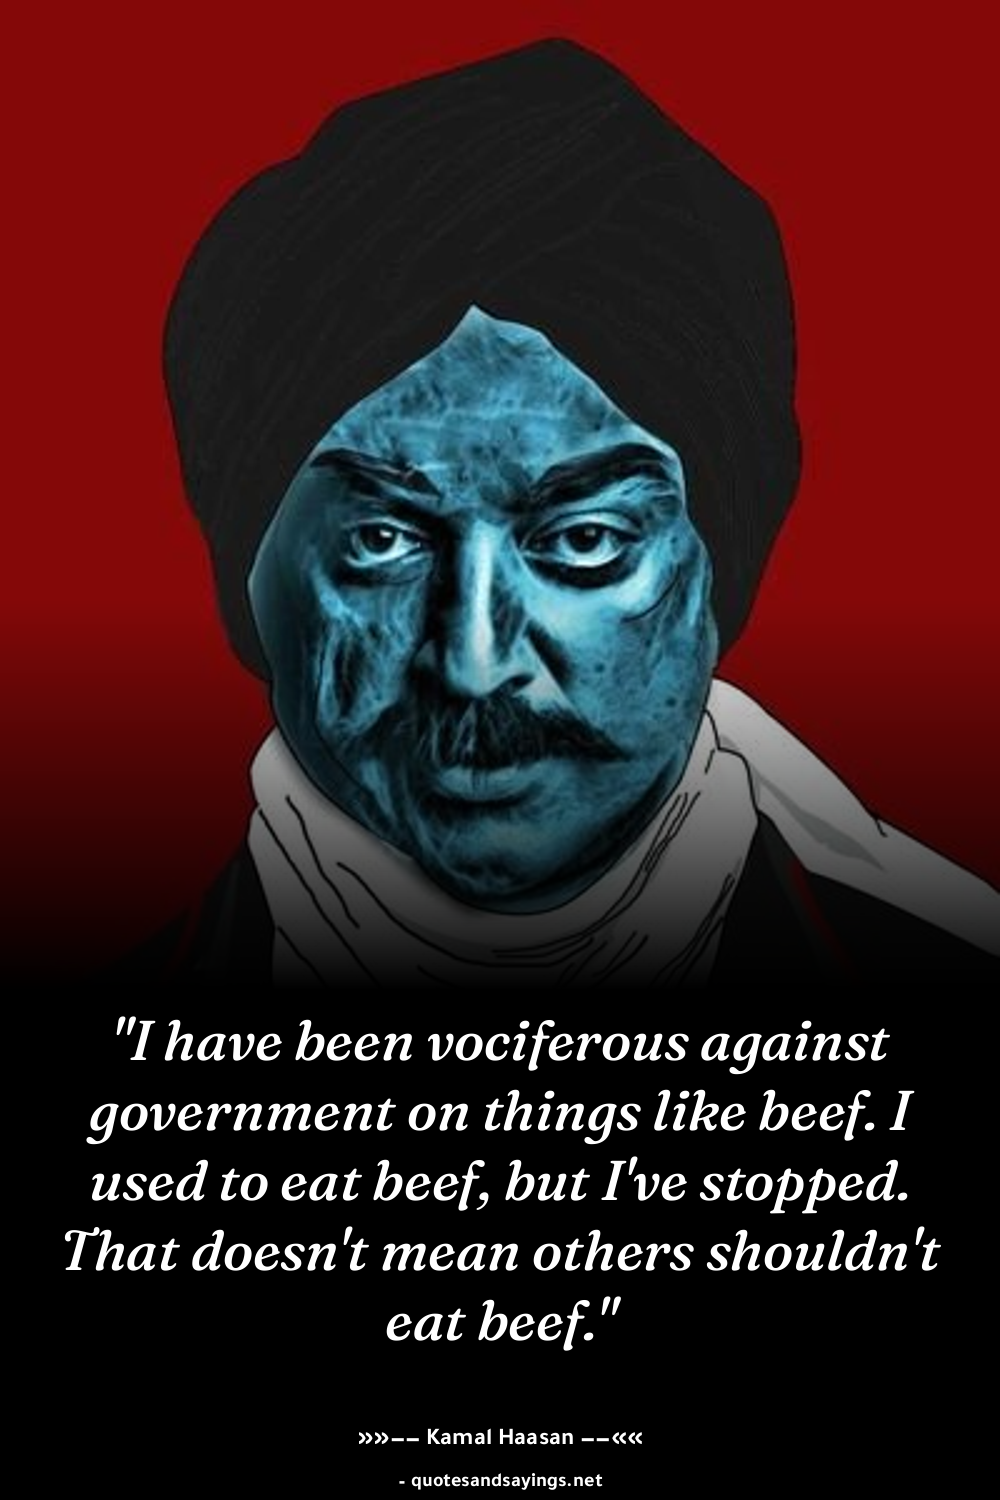 "I have been vociferous against
government on things like beef. I
used to eat beef, but I've stopped.
That doesn't mean others shouldn't
eat beef."
»»−− Kamal Haasan −−««
- quotesandsayings.net